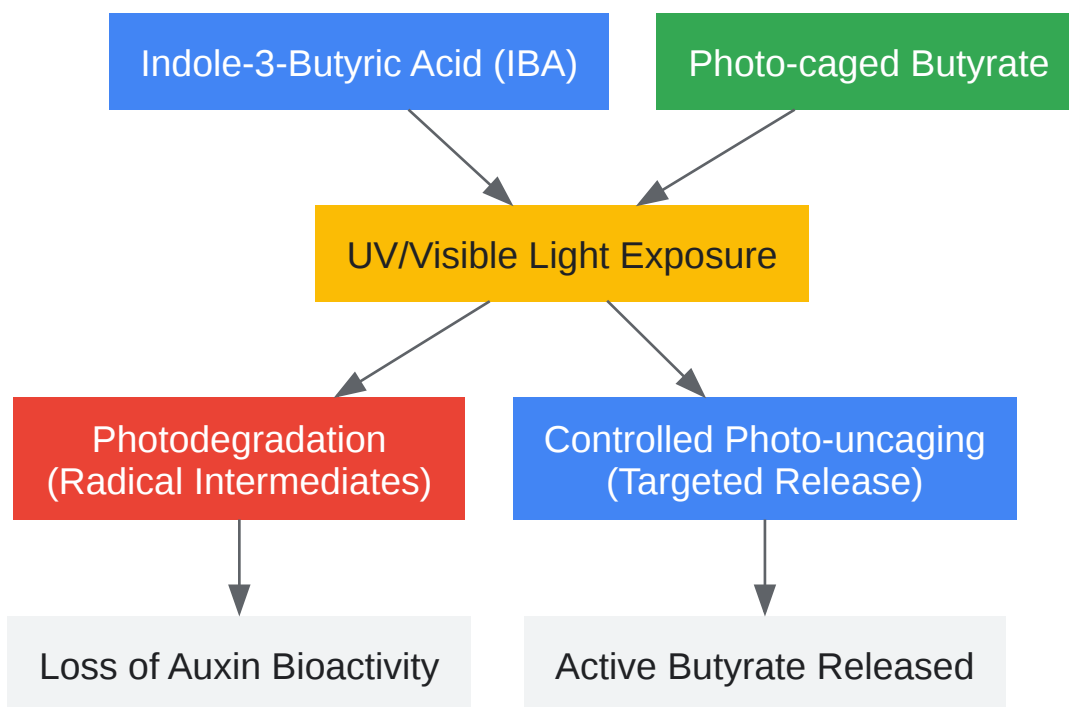 Indole-3-Butyric Acid (IBA)
Photo-caged Butyrate
UV/Visible Light Exposure
Photodegradation
(Radical Intermediates)
Controlled Photo-uncaging
(Targeted Release)
Loss of Auxin Bioactivity
Active Butyrate Released